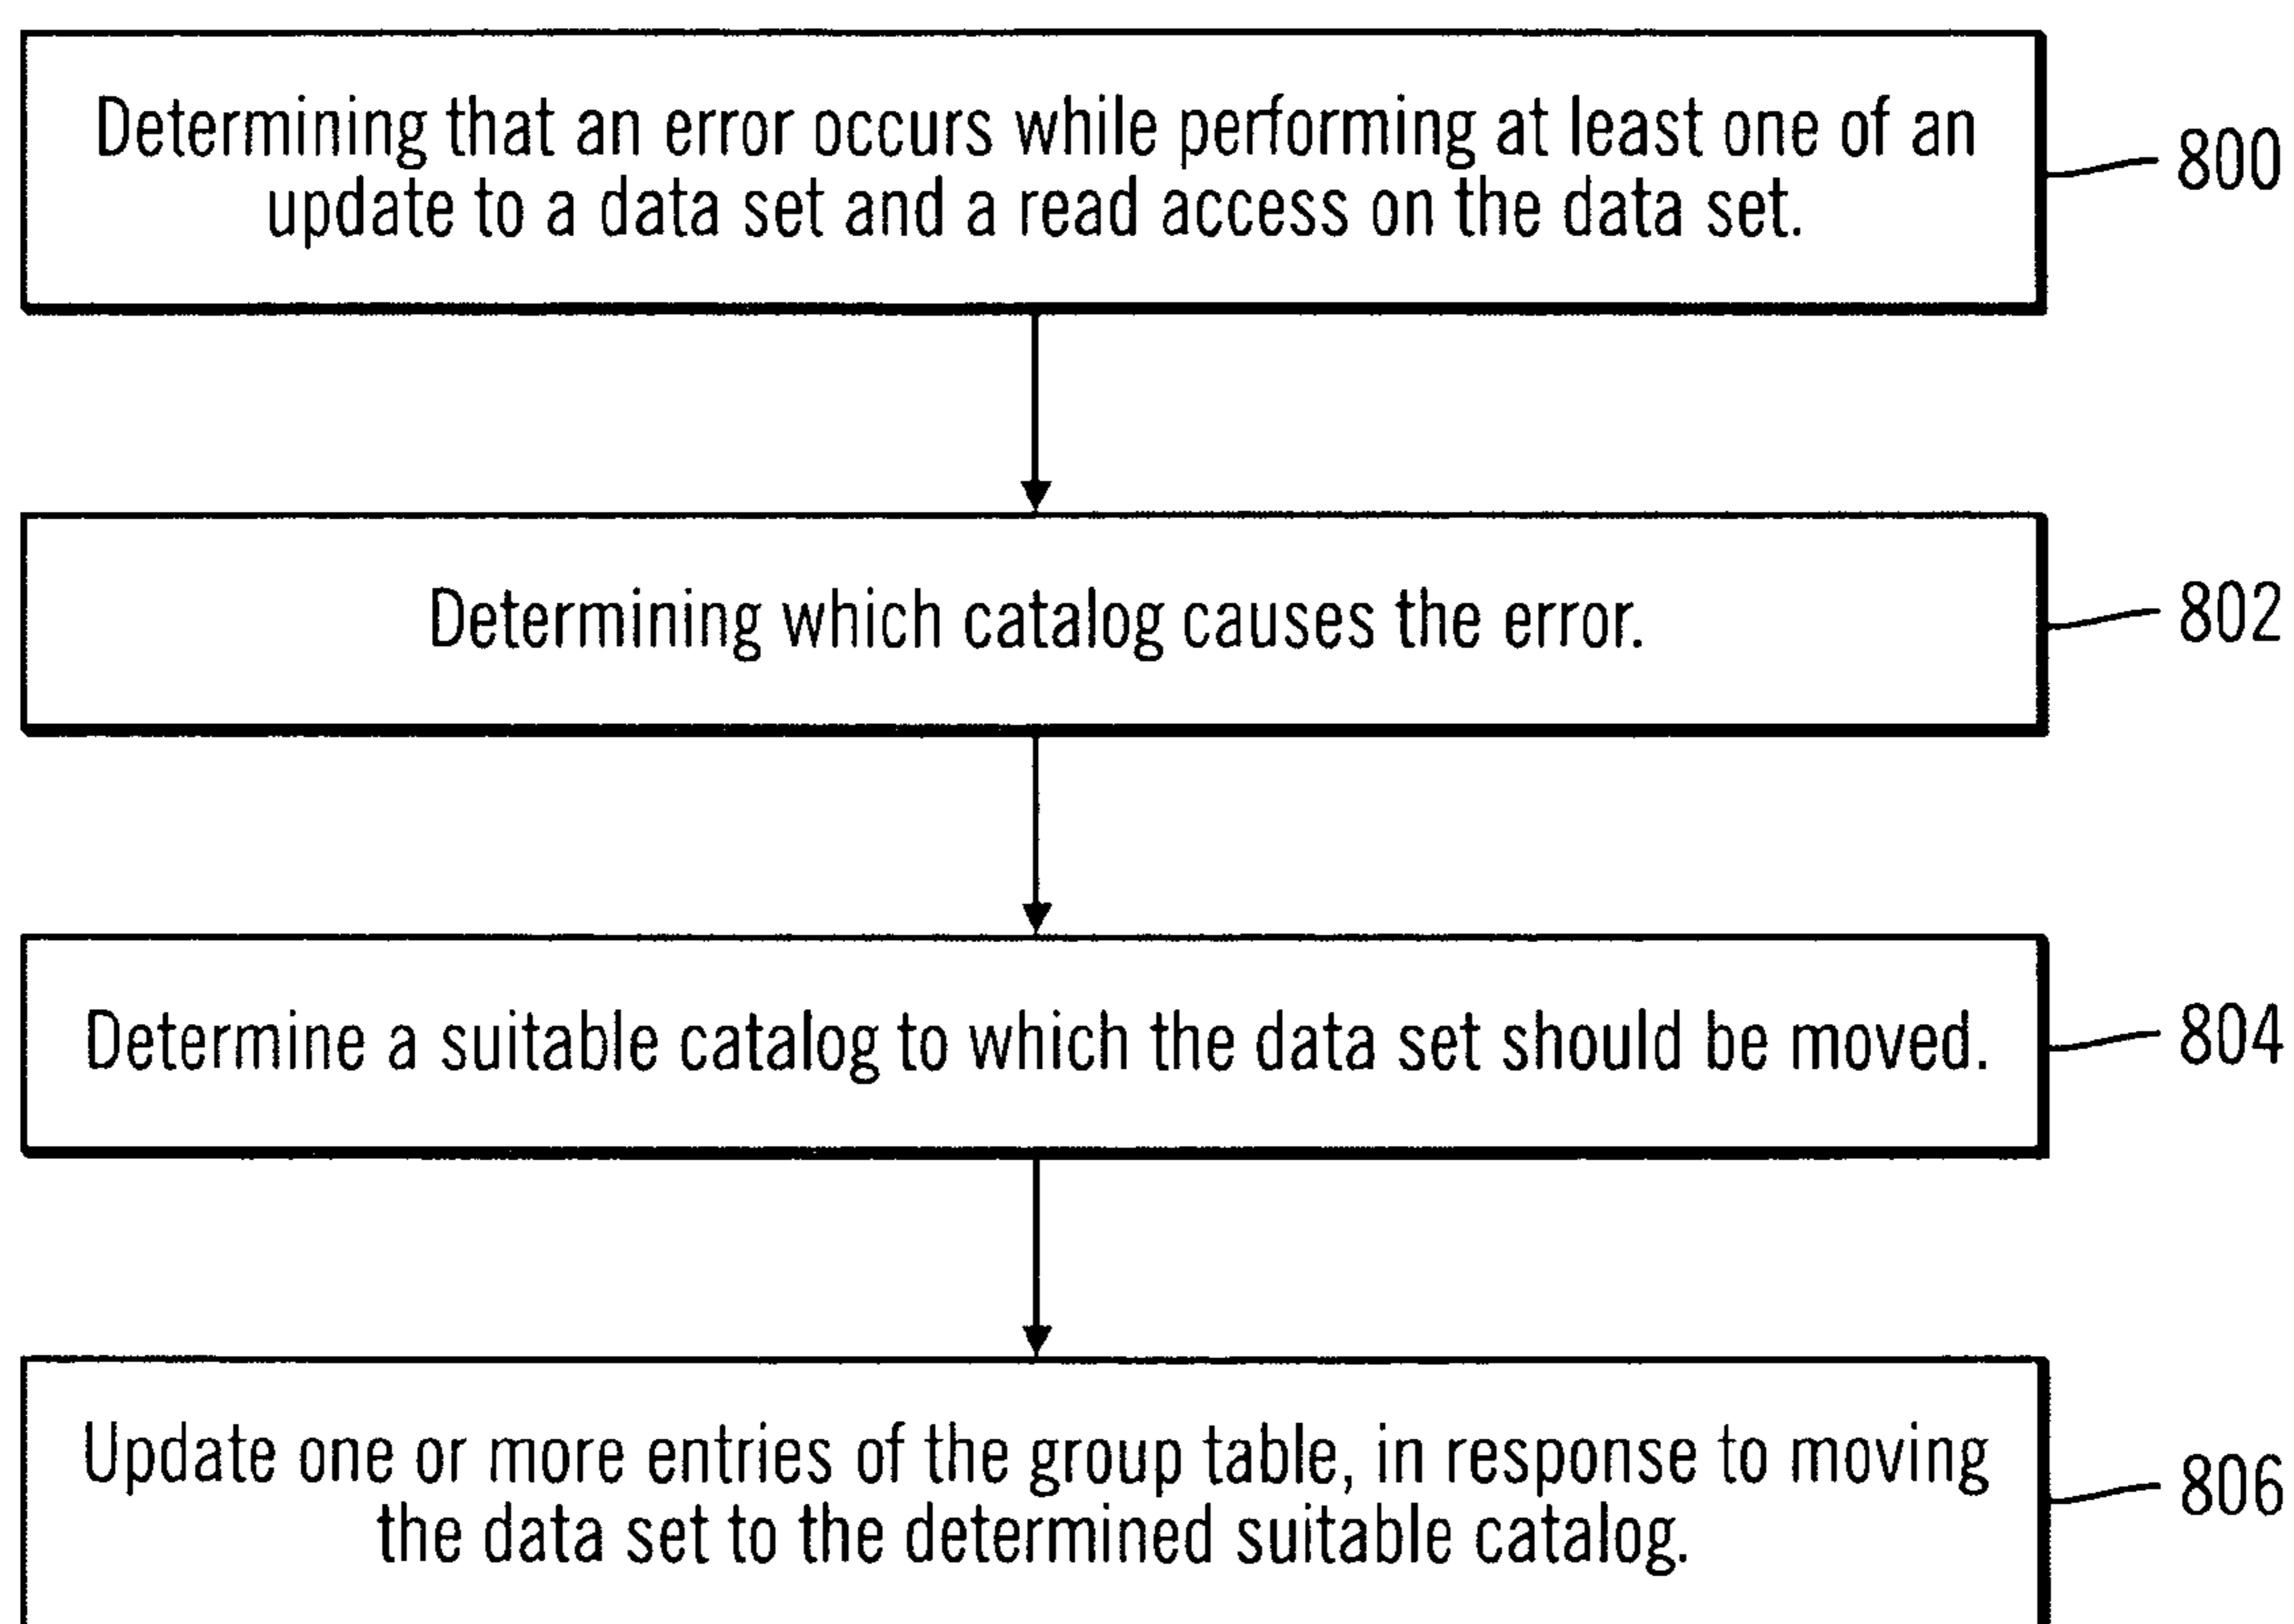 Determining that an error occurs while performing at least one of an
update to a data set and a read access on the data set.
800
Determining which catalog causes the error.
802
Determine a suitable catalog to which the data set should be moved.
804
Update one or more entries of the group table, in response to moving
the data set to the determined suitable catalog.
806